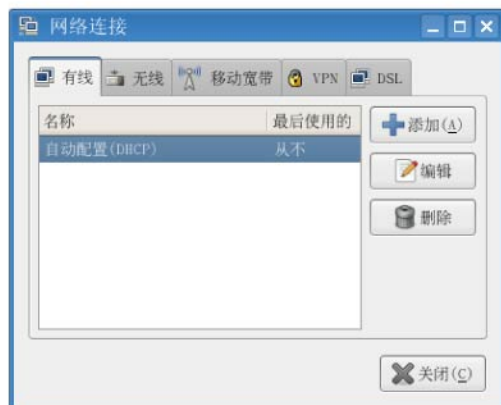 网络连接
有线 无线 移动宽带 VPN DSL
名称 最后使用的
自动配置(DHCP) 从不
添加(A)
编辑
删除
关闭(C)